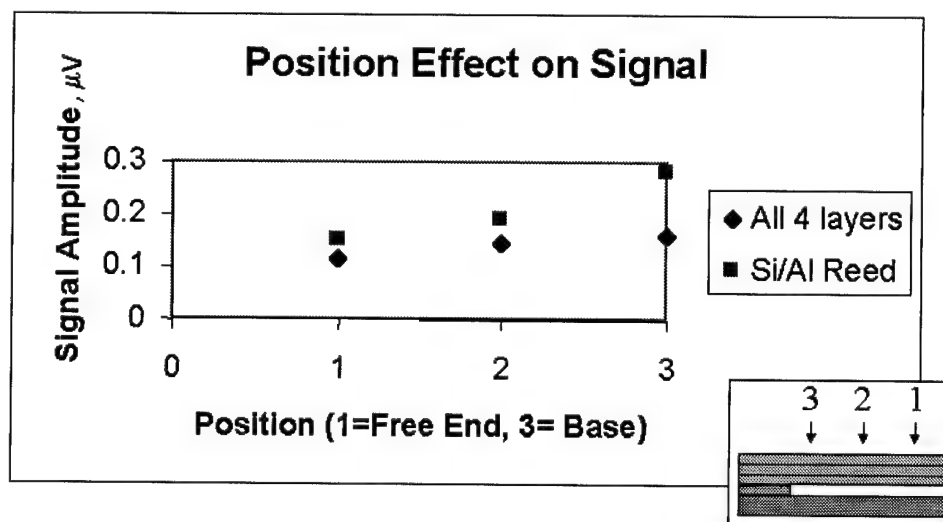 Position Effect on Signal
Signal Amplitude, μV
0.3
0.2
0.1
0
0 1 2 3
Position (1=Free End, 3= Base)
All 4 layers
Si/Al Reed
3 2 1